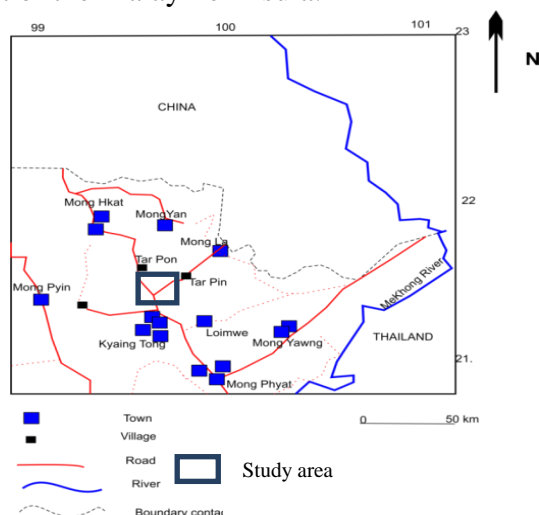 99 100 101
23
N
CHINA
22
Mong Hkat
MongYan
Mong La
Tar Pon
Tar Pin
Mong Pyin
MeKhong River
Loimwe
THAILAND
Kyaing Tong
Mong Yawng
21.
Mong Phyat
Town
0 50 km
Village
Road
Study area
River